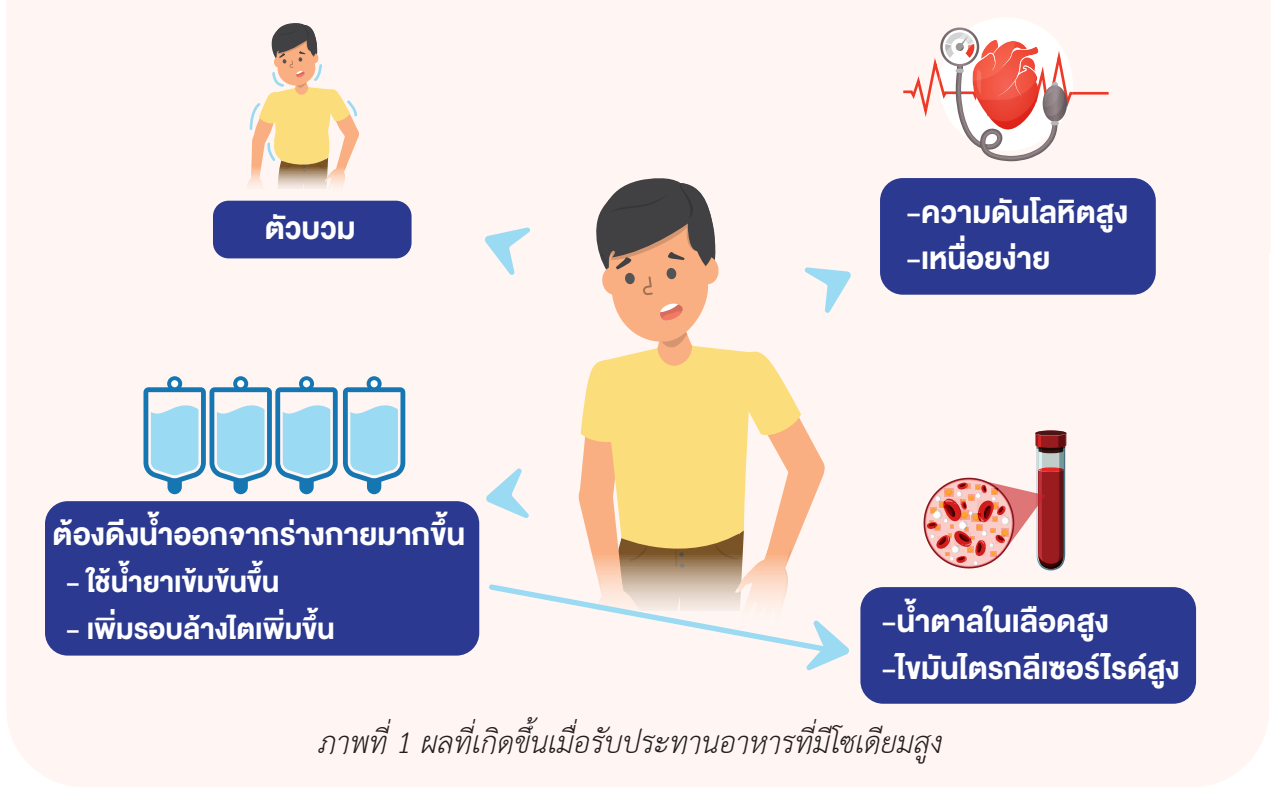 ตัวบวม
-ความดันโลหิตสูง
-เหนื่อยง่าย
ต้องดึงน้ำออกจากร่างกายมากขึ้น
- ใช้น้ำยาเข้มข้นขึ้น
- เพิ่มรอบล้างไตเพิ่มขึ้น
-น้ำตาลในเลือดสูง
-ไขมันไตรกลีเซอร์ไรด์สูง
ภาพที่ 1 ผลที่เกิดขึ้นเมื่อรับประทานอาหารที่มีโซเดียมสูง